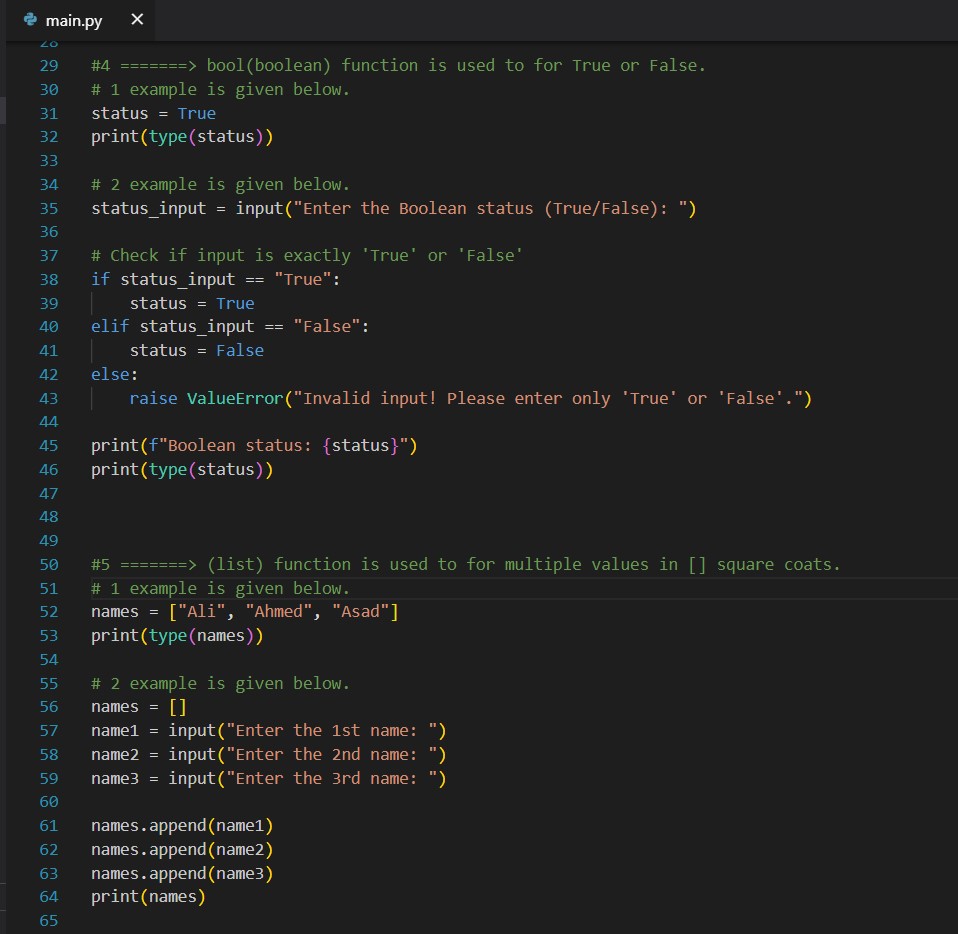 main.py ×
28
29 #4 =======> bool(boolean) function is used to for True or False.
30 # 1 example is given below.
31 status = True
32 print(type(status))
33
34 # 2 example is given below.
35 status_input = input("Enter the Boolean status (True/False): ")
36
37 # Check if input is exactly 'True' or 'False'
38 if status_input == "True":
39     status = True
40 elif status_input == "False":
41     status = False
42 else:
43     raise ValueError("Invalid input! Please enter only 'True' or 'False'.")
44
45 print(f"Boolean status: {status}")
46 print(type(status))
47
48
49
50 #5 =======> (list) function is used to for multiple values in [] square coats.
51 # 1 example is given below.
52 names = ["Ali", "Ahmed", "Asad"]
53 print(type(names))
54
55 # 2 example is given below.
56 names = []
57 name1 = input("Enter the 1st name: ")
58 name2 = input("Enter the 2nd name: ")
59 name3 = input("Enter the 3rd name: ")
60
61 names.append(name1)
62 names.append(name2)
63 names.append(name3)
64 print(names)
65